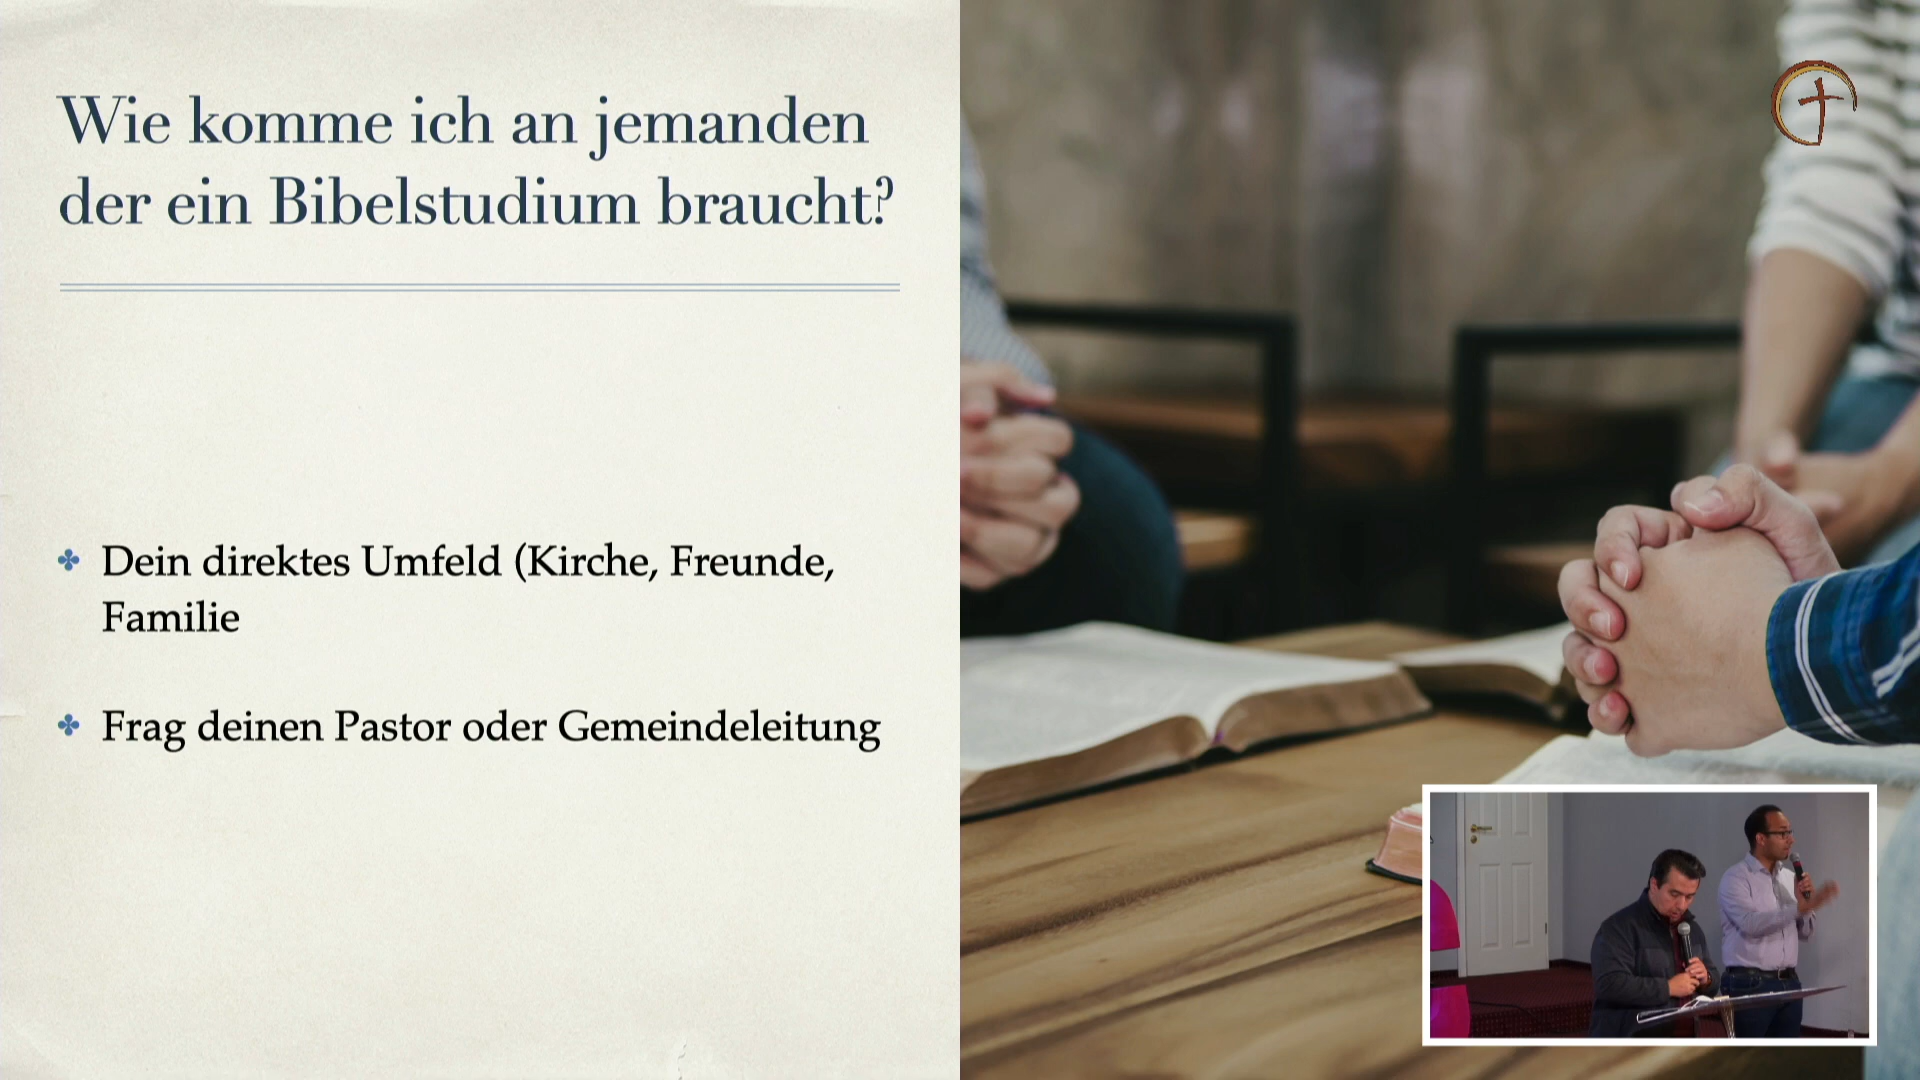 Wie komme ich an jemanden
der ein Bibelstudium braucht?
Dein direktes Umfeld (Kirche, Freunde,
Familie
Frag deinen Pastor oder Gemeindeleitung